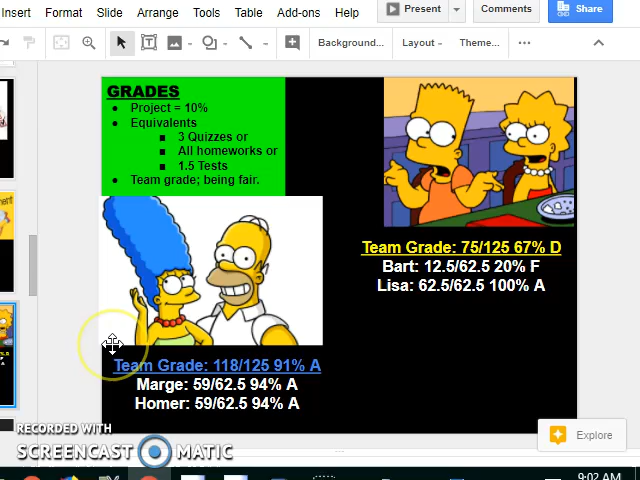 Insert Format Slide Arrange Tools Table Add-ons Help
Present Comments Share
Background... Layout Theme...
GRADES
● Project = 10%
● Equivalents
■ 3 Quizzes or
■ All homeworks or
■ 1.5 Tests
● Team grade; being fair.
Team Grade: 75/125 67% D
Bart: 12.5/62.5 20% F
Lisa: 62.5/62.5 100% A
Team Grade: 118/125 91% A
Marge: 59/62.5 94% A
Homer: 59/62.5 94% A
RECORDED WITH
SCREENCAST MATIC
Explore
9:02 AM